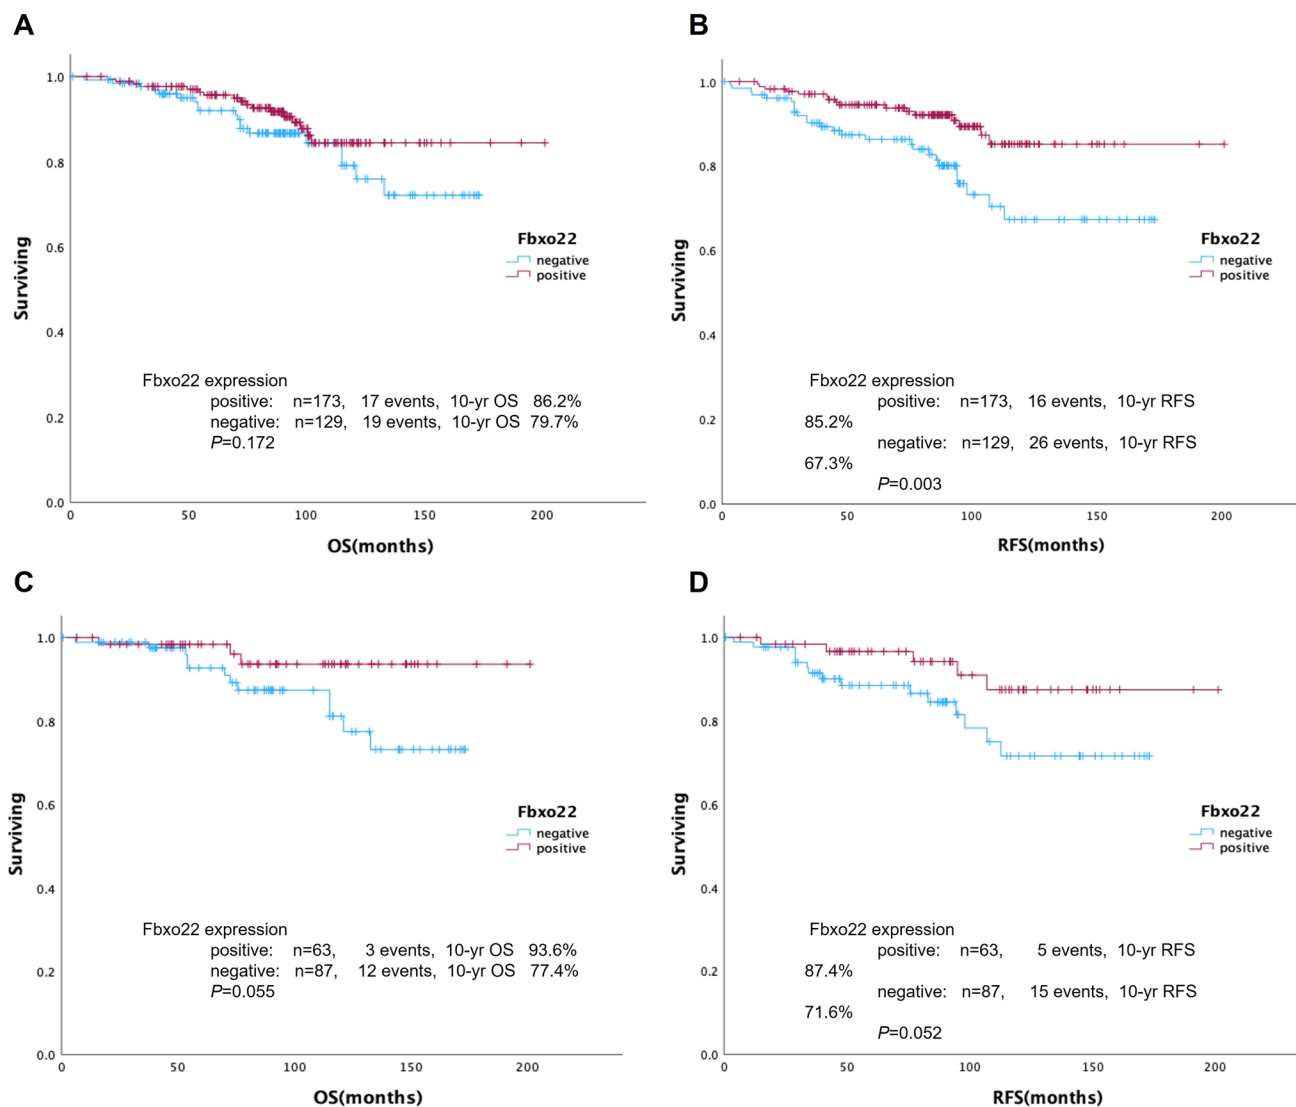 A
1.0
0.8
0.6
0.4
0.2
0.0
0 50 100 150 200
Surviving
OS(months)
Fbxo22
negative
positive
Fbxo22 expression
positive: n=173, 17 events, 10-yr OS 86.2%
negative: n=129, 19 events, 10-yr OS 79.7%
P=0.172
B
1.0
0.8
0.6
0.4
0.2
0.0
0 50 100 150 200
Surviving
RFS(months)
Fbxo22
negative
positive
Fbxo22 expression
positive: n=173, 16 events, 10-yr RFS
85.2%
negative: n=129, 26 events, 10-yr RFS
67.3%
P=0.003
C
1.0
0.8
0.6
0.4
0.2
0.0
0 50 100 150 200
Surviving
OS(months)
Fbxo22
negative
positive
Fbxo22 expression
positive: n=63, 3 events, 10-yr OS 93.6%
negative: n=87, 12 events, 10-yr OS 77.4%
P=0.055
D
1.0
0.8
0.6
0.4
0.2
0.0
0 50 100 150 200
Surviving
RFS(months)
Fbxo22
negative
positive
Fbxo22 expression
positive: n=63, 5 events, 10-yr RFS
87.4%
negative: n=87, 15 events, 10-yr RFS
71.6%
P=0.052